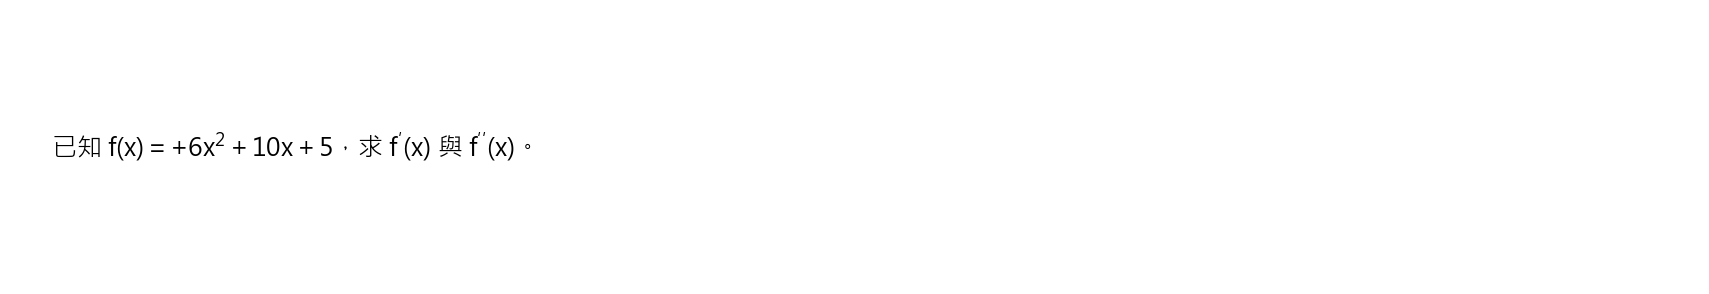 已知 f(x) = +6x² + 10x + 5，求 f′(x) 與 f′′(x)。